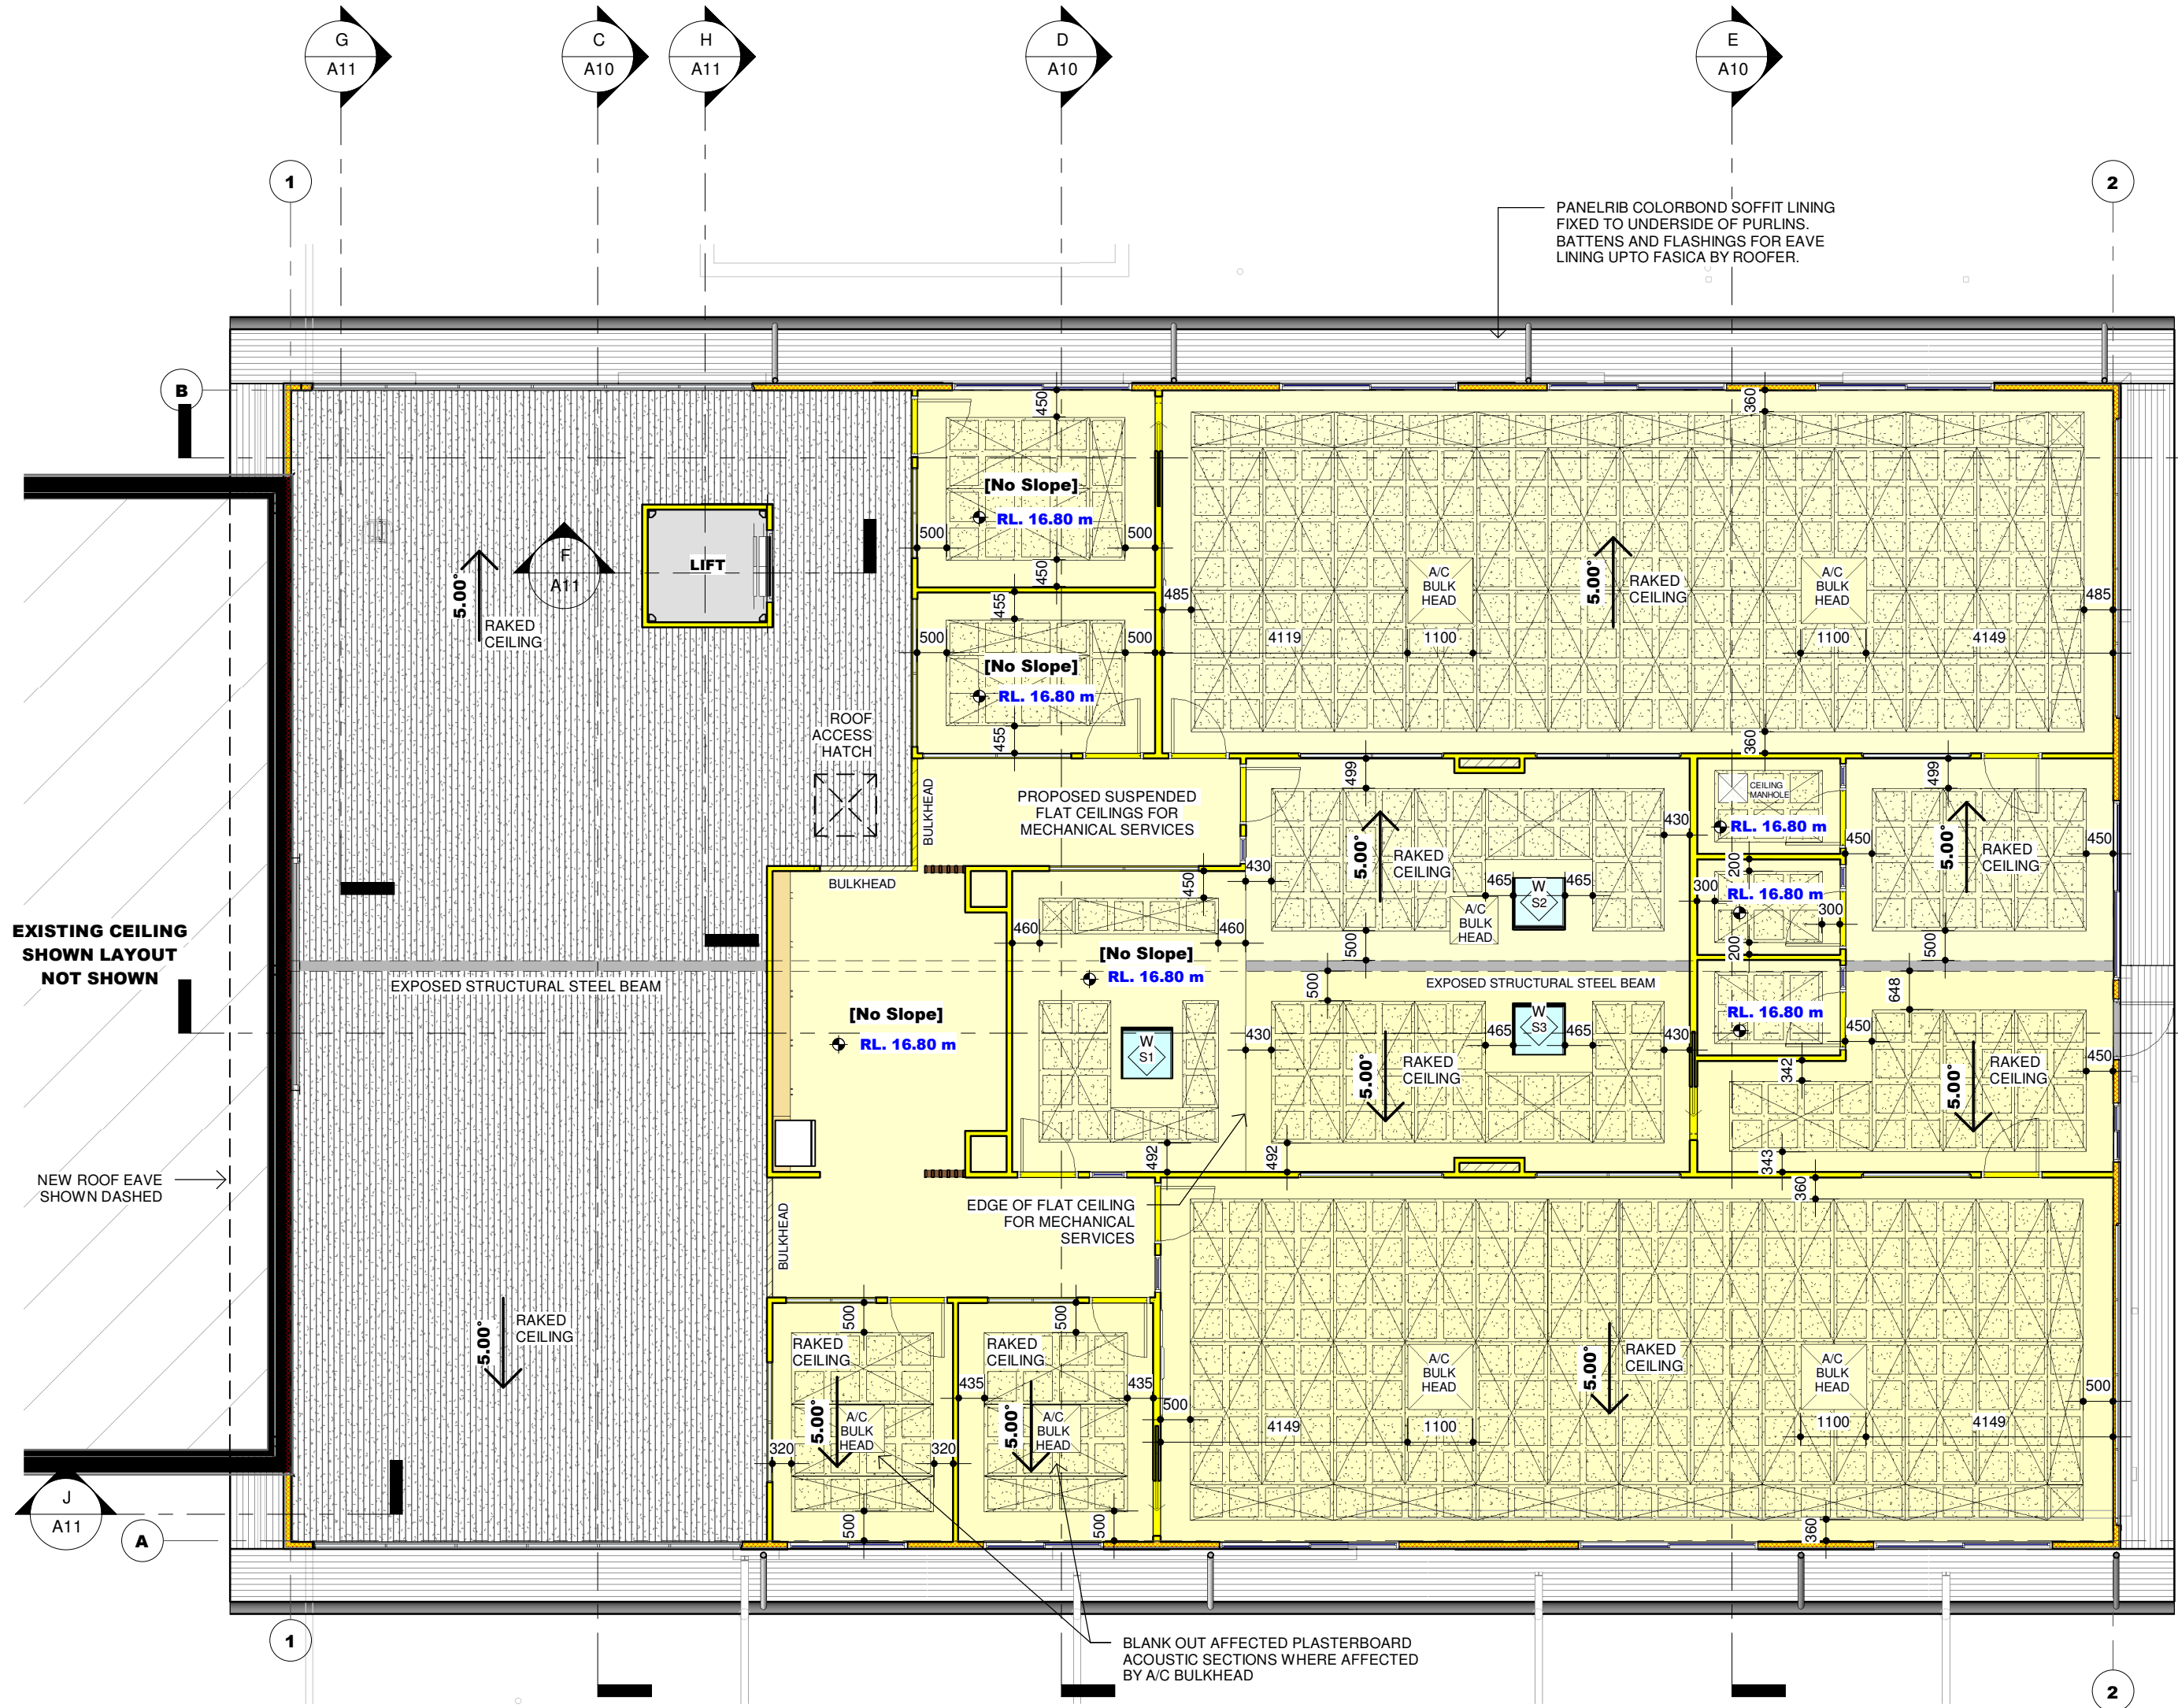 G
A11
C
A10
H
A11
D
A10
E
A10
1
2
PANELRIB COLORBOND SOFFIT LINING
FIXED TO UNDERSIDE OF PURLINS.
BATTENS AND FLASHINGS FOR EAVE
LINING UPTO FASICA BY ROOFER.
B
450
360
[No Slope]
RL. 16.80 m
500
500
450
F
A11
LIFT
5.00°
RAKED
CEILING
A/C
BULK
HEAD
5.00°
RAKED
CEILING
A/C
BULK
HEAD
455
485
485
500
500
4119
1100
1100
4149
[No Slope]
RL. 16.80 m
455
360
ROOF
ACCESS
HATCH
BULKHEAD
PROPOSED SUSPENDED
FLAT CEILINGS FOR
MECHANICAL SERVICES
499
499
CEILING
MANHOLE
RL. 16.80 m
430
5.00°
RAKED
CEILING
450
5.00°
RAKED
CEILING
450
BULKHEAD
430
450
465
W
S2
465
200
300
RL. 16.80 m
300
A/C
BULK
HEAD
EXISTING CEILING
SHOWN LAYOUT
NOT SHOWN
460
460
500
200
500
[No Slope]
RL. 16.80 m
EXPOSED STRUCTURAL STEEL BEAM
EXPOSED STRUCTURAL STEEL BEAM
500
648
[No Slope]
RL. 16.80 m
RL. 16.80 m
W
S1
430
465
W
S3
465
430
450
450
5.00°
RAKED
CEILING
342
5.00°
RAKED
CEILING
492
492
343
NEW ROOF EAVE
SHOWN DASHED
360
EDGE OF FLAT CEILING
FOR MECHANICAL
SERVICES
BULKHEAD
5.00°
RAKED
CEILING
500
500
RAKED
CEILING
RAKED
CEILING
5.00°
RAKED
CEILING
A/C
BULK
HEAD
A/C
BULK
HEAD
435
435
500
500
5.00°
A/C
BULK
HEAD
5.00°
A/C
BULK
HEAD
4149
1100
1100
4149
320
320
J
A11
A
500
500
360
1
BLANK OUT AFFECTED PLASTERBOARD
ACOUSTIC SECTIONS WHERE AFFECTED
BY A/C BULKHEAD
2